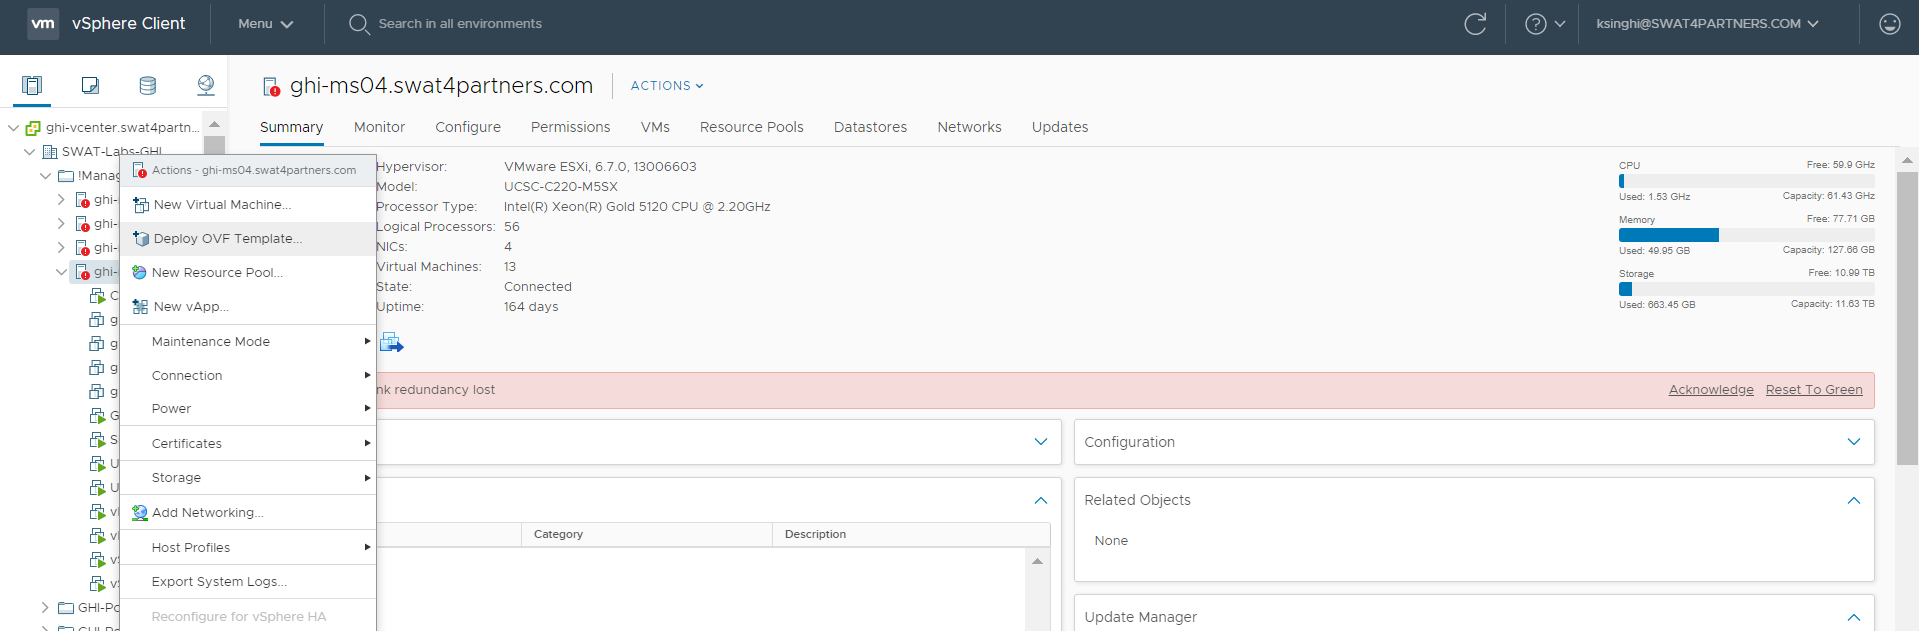 vm vSphere Client Menu Search in all environments ksinghi@SWAT4PARTNERS.COM
ghi-ms04.swat4partners.com ACTIONS
Summary Monitor Configure Permissions VMs Resource Pools Datastores Networks Updates
ghi-vcenter.swat4partn...
SWAT-Labs-GHI
!Manag
ghi-
ghi-
ghi-
ghi-
C
g
g
g
g
G
S
U
U
vI
vI
vS
vS
GHI-Po
GHI-Po
Actions - ghi-ms04.swat4partners.com
New Virtual Machine...
Deploy OVF Template...
New Resource Pool...
New vApp...
Maintenance Mode
Connection
Power
Certificates
Storage
Add Networking...
Host Profiles
Export System Logs...
Reconfigure for vSphere HA
Hypervisor: VMware ESXi, 6.7.0, 13006603
Model: UCSC-C220-M5SX
Processor Type: Intel(R) Xeon(R) Gold 5120 CPU @ 2.20GHz
Logical Processors: 56
NICs: 4
Virtual Machines: 13
State: Connected
Uptime: 164 days
CPU Free: 59.9 GHz
Used: 1.53 GHz Capacity: 61.43 GHz
Memory Free: 77.71 GB
Used: 49.95 GB Capacity: 127.66 GB
Storage Free: 10.99 TB
Used: 663.45 GB Capacity: 11.63 TB
nk redundancy lost Acknowledge Reset To Green
Category Description
Configuration
Related Objects
None
Update Manager